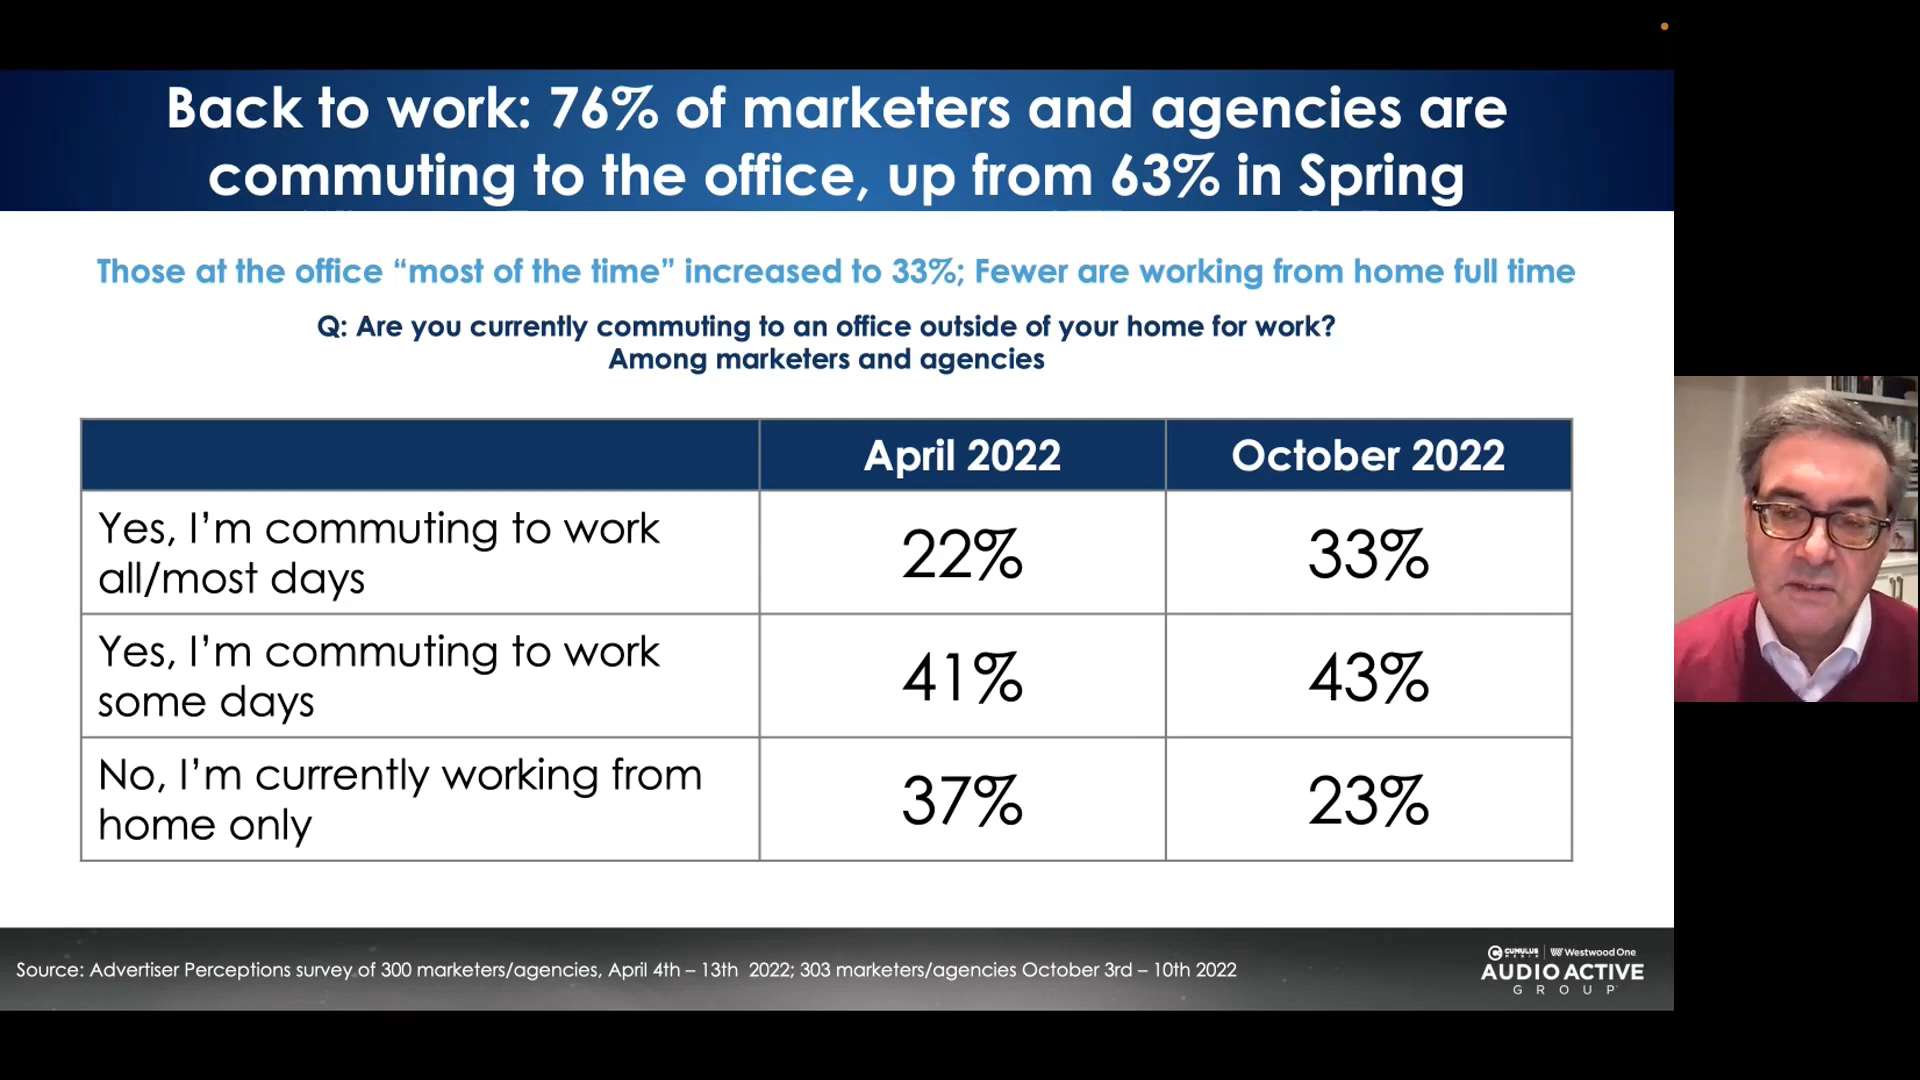 Back to work: 76% of marketers and agencies are
commuting to the office, up from 63% in Spring
Those at the office “most of the time” increased to 33%; Fewer are working from home full time
Q: Are you currently commuting to an office outside of your home for work?
Among marketers and agencies
April 2022
October 2022
Yes, I’m commuting to work
all/most days
22%
33%
Yes, I’m commuting to work
some days
41%
43%
No, I’m currently working from
home only
37%
23%
Source: Advertiser Perceptions survey of 300 marketers/agencies, April 4th – 13th 2022; 303 marketers/agencies October 3rd – 10th 2022
CUMULUS MEDIA | Westwood One
AUDIO ACTIVE
GROUP